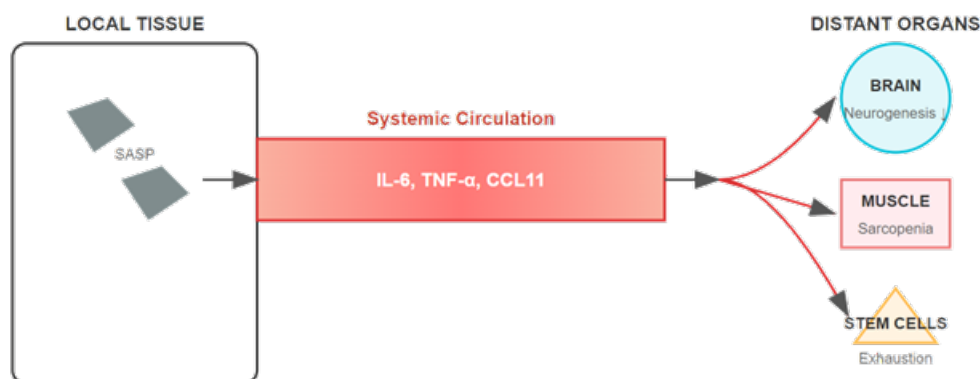 LOCAL TISSUE
SASP
Systemic Circulation
IL-6, TNF-α, CCL11
DISTANT ORGANS
BRAIN
Neurogenesis ↓
MUSCLE
Sarcopenia
STEM CELLS
Exhaustion